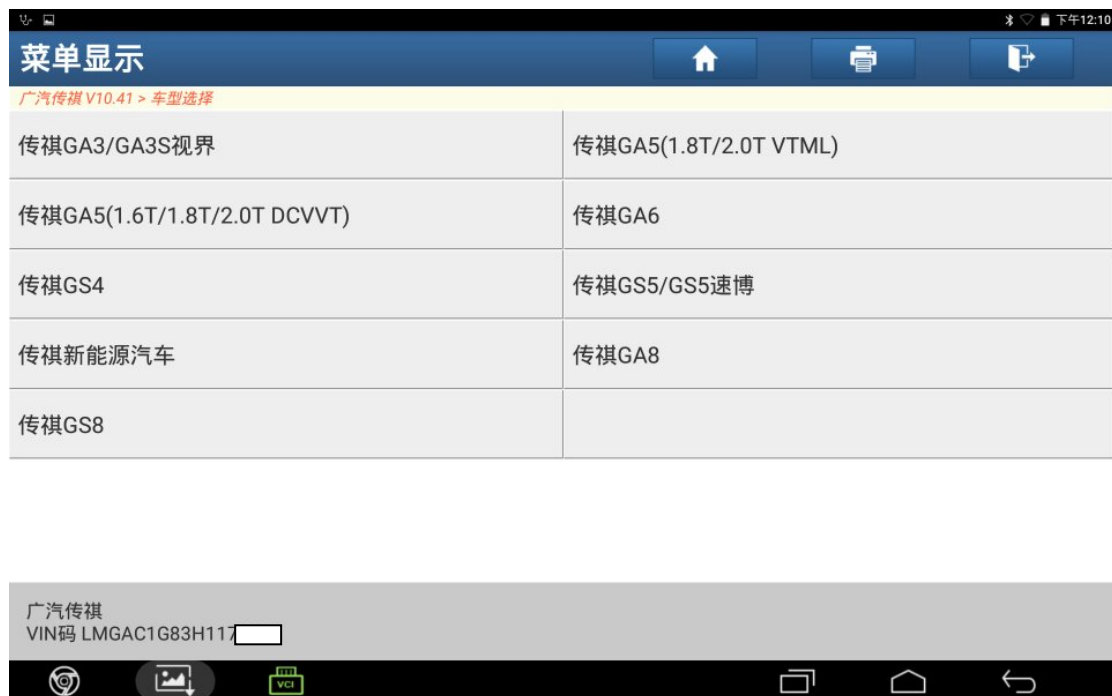 下午12:10
菜单显示
广汽传祺 V10.41 > 车型选择
传祺GA3/GA3S视界
传祺GA5(1.8T/2.0T VTML)
传祺GA5(1.6T/1.8T/2.0T DCVVT)
传祺GA6
传祺GS4
传祺GS5/GS5速博
传祺新能源汽车
传祺GA8
传祺GS8
广汽传祺
VIN码 LMGAC1G83H117
VCI